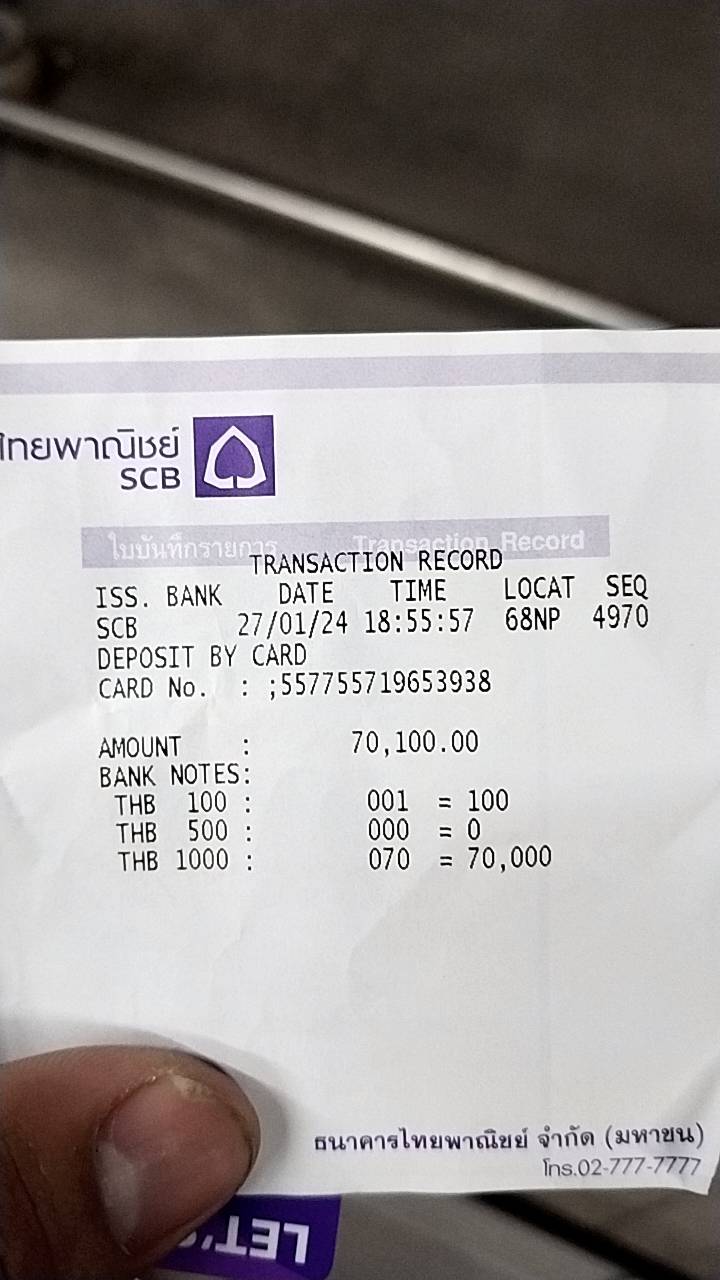 ไทยพาณิชย์
SCB
ใบบันทึกรายการ Transaction Record
TRANSACTION RECORD
ISS. BANK DATE TIME LOCAT SEQ
SCB 27/01/24 18:55:57 68NP 4970
DEPOSIT BY CARD
CARD No. : ;557755719653938
AMOUNT : 70,100.00
BANK NOTES:
THB 100 : 001 = 100
THB 500 : 000 = 0
THB 1000 : 070 = 70,000
ธนาคารไทยพาณิชย์ จำกัด (มหาชน)
โทร.02-777-7777
LET'S